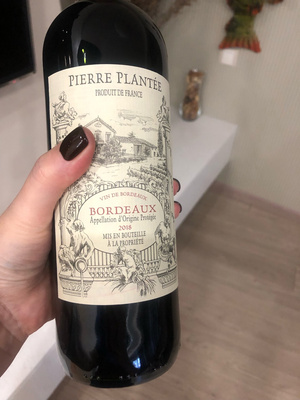 PIERRE PLANTÉE
PRODUIT DE FRANCE
VIN DE BORDEAUX
BORDEAUX
Appellation d'Origine Protégée
2018
MIS EN BOUTEILLE
À LA PROPRIÉTÉ